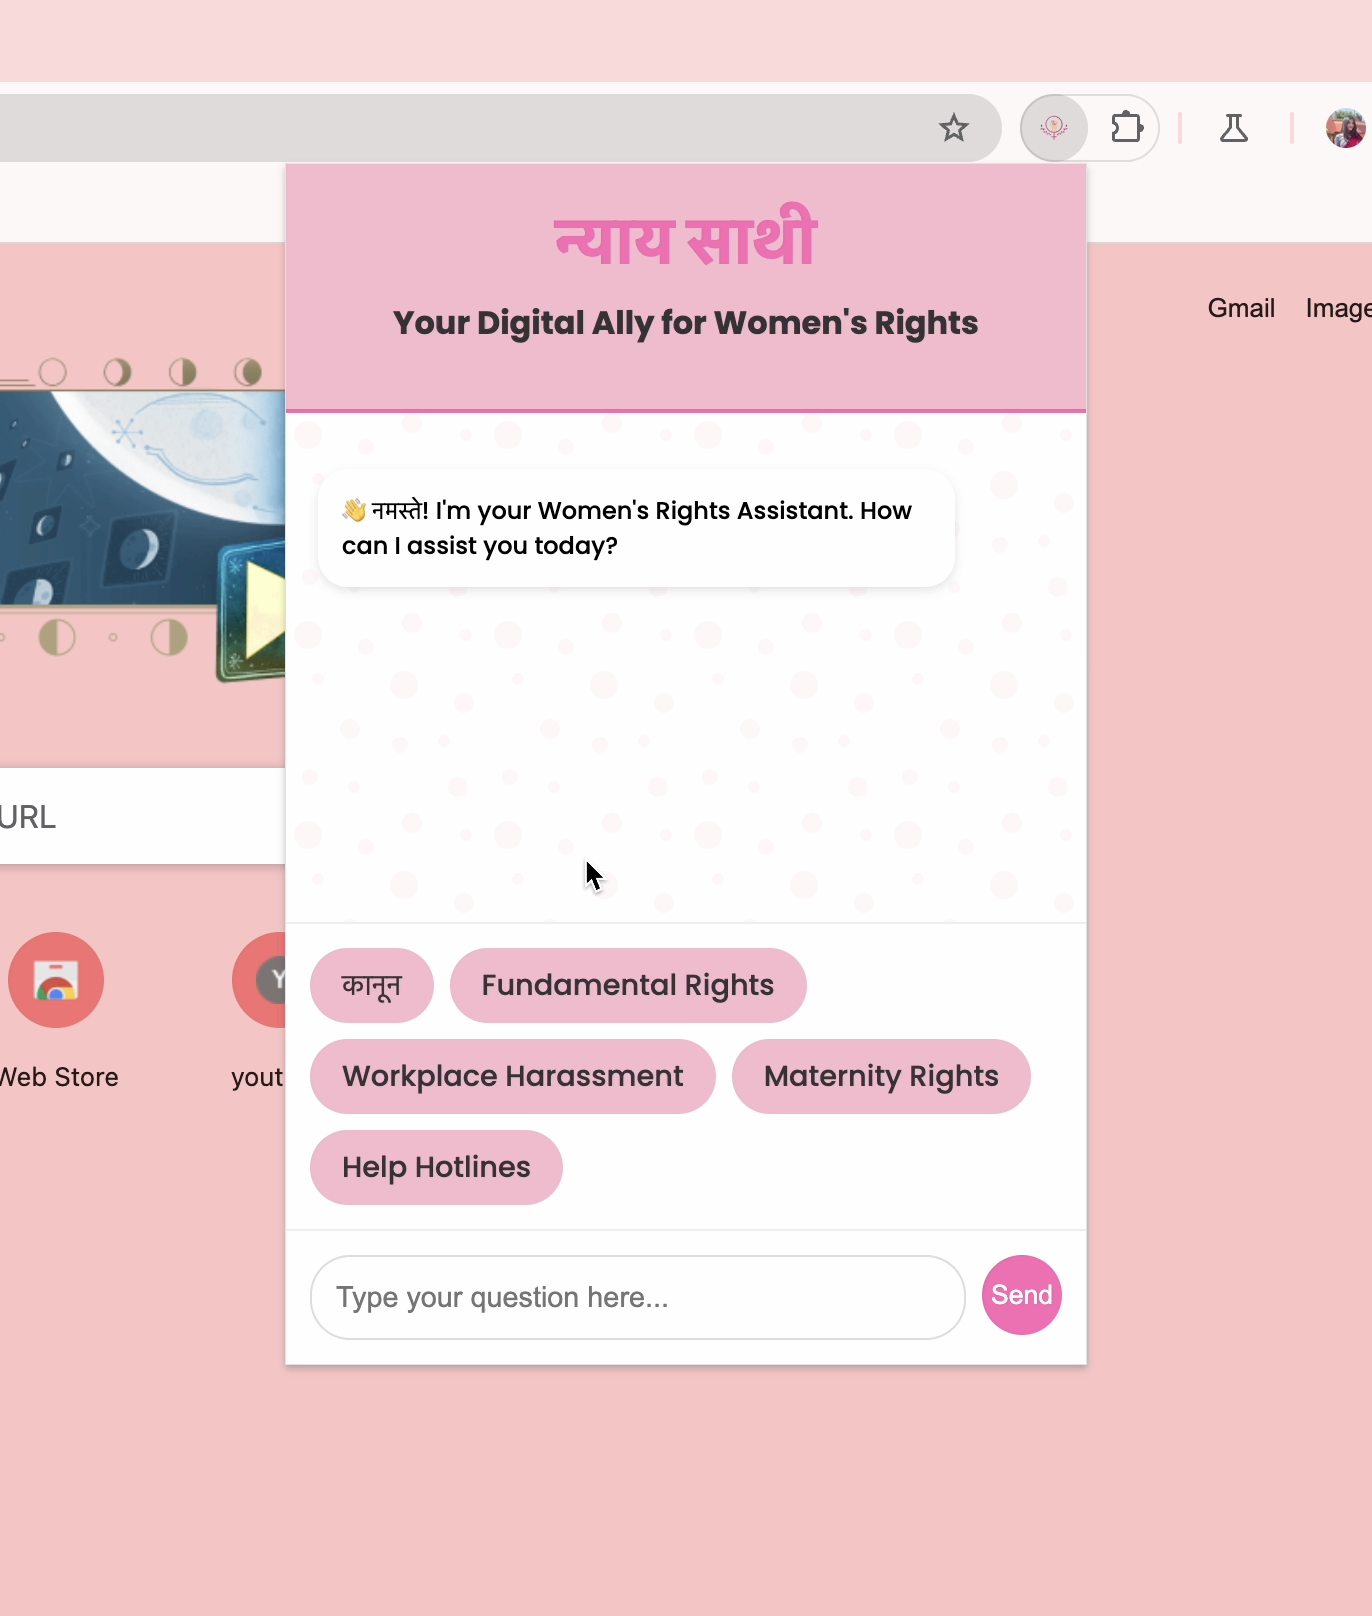 न्याय साथी
Your Digital Ally for Women's Rights
Gmail
Image
👋 नमस्ते! I'm your Women's Rights Assistant. How
can I assist you today?
URL
कानून
Fundamental Rights
Y
Web Store
yout
Workplace Harassment
Maternity Rights
Help Hotlines
Type your question here...
Send